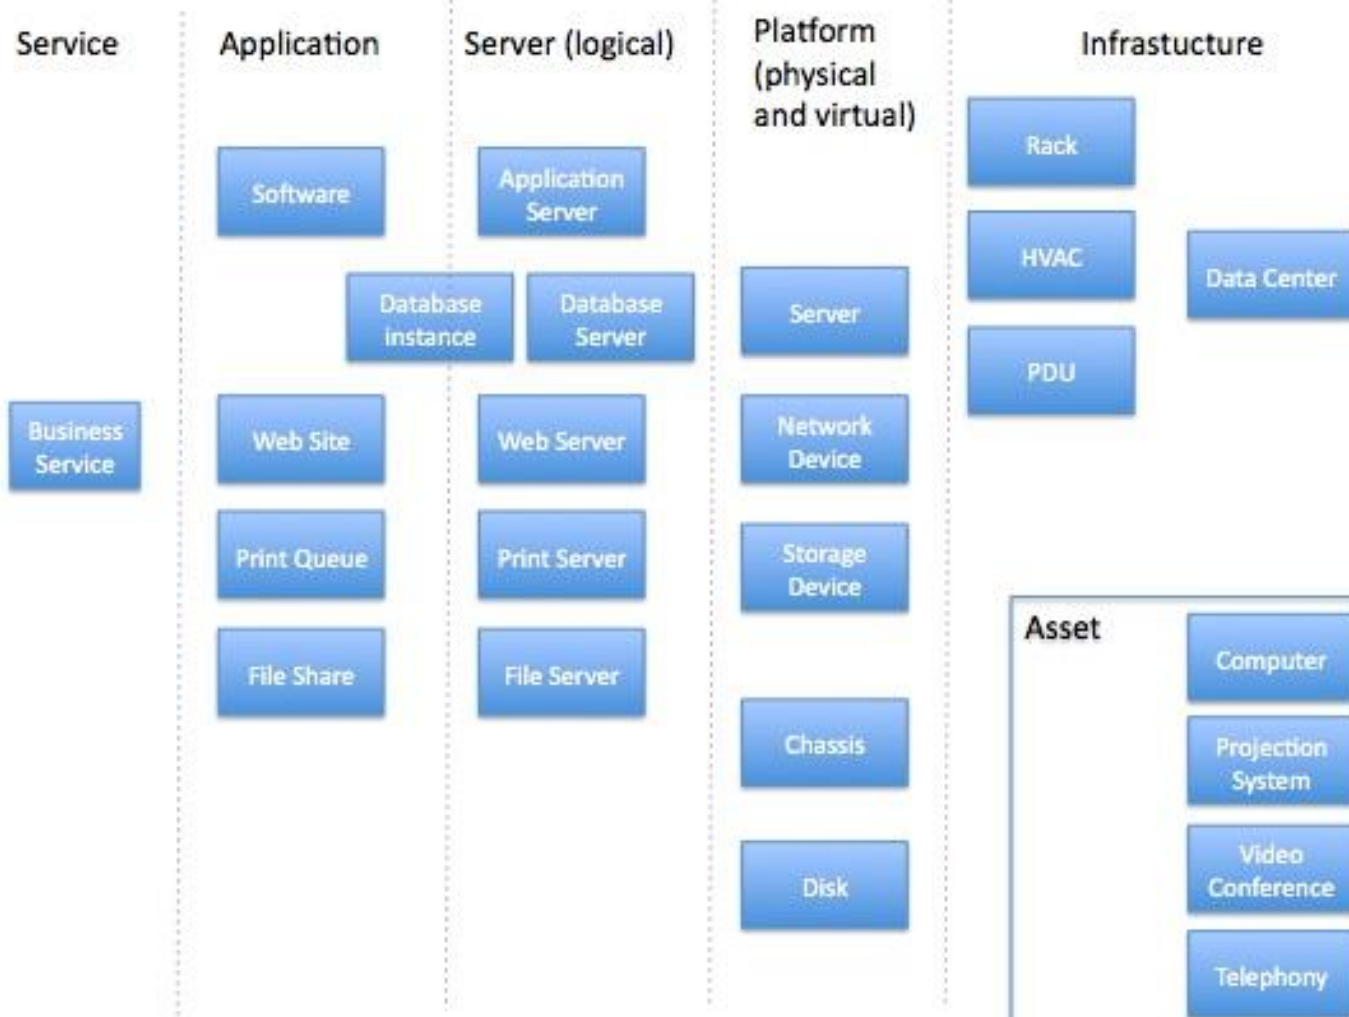 Service
Application
Server (logical)
Platform
(physical
and virtual)
Infrastucture
Business
Service
Software
Database
instance
Web Site
Print Queue
File Share
Application
Server
Database
Server
Web Server
Print Server
File Server
Server
Network
Device
Storage
Device
Chassis
Disk
Rack
HVAC
PDU
Data Center
Asset
Computer
Projection
System
Video
Conference
Telephony